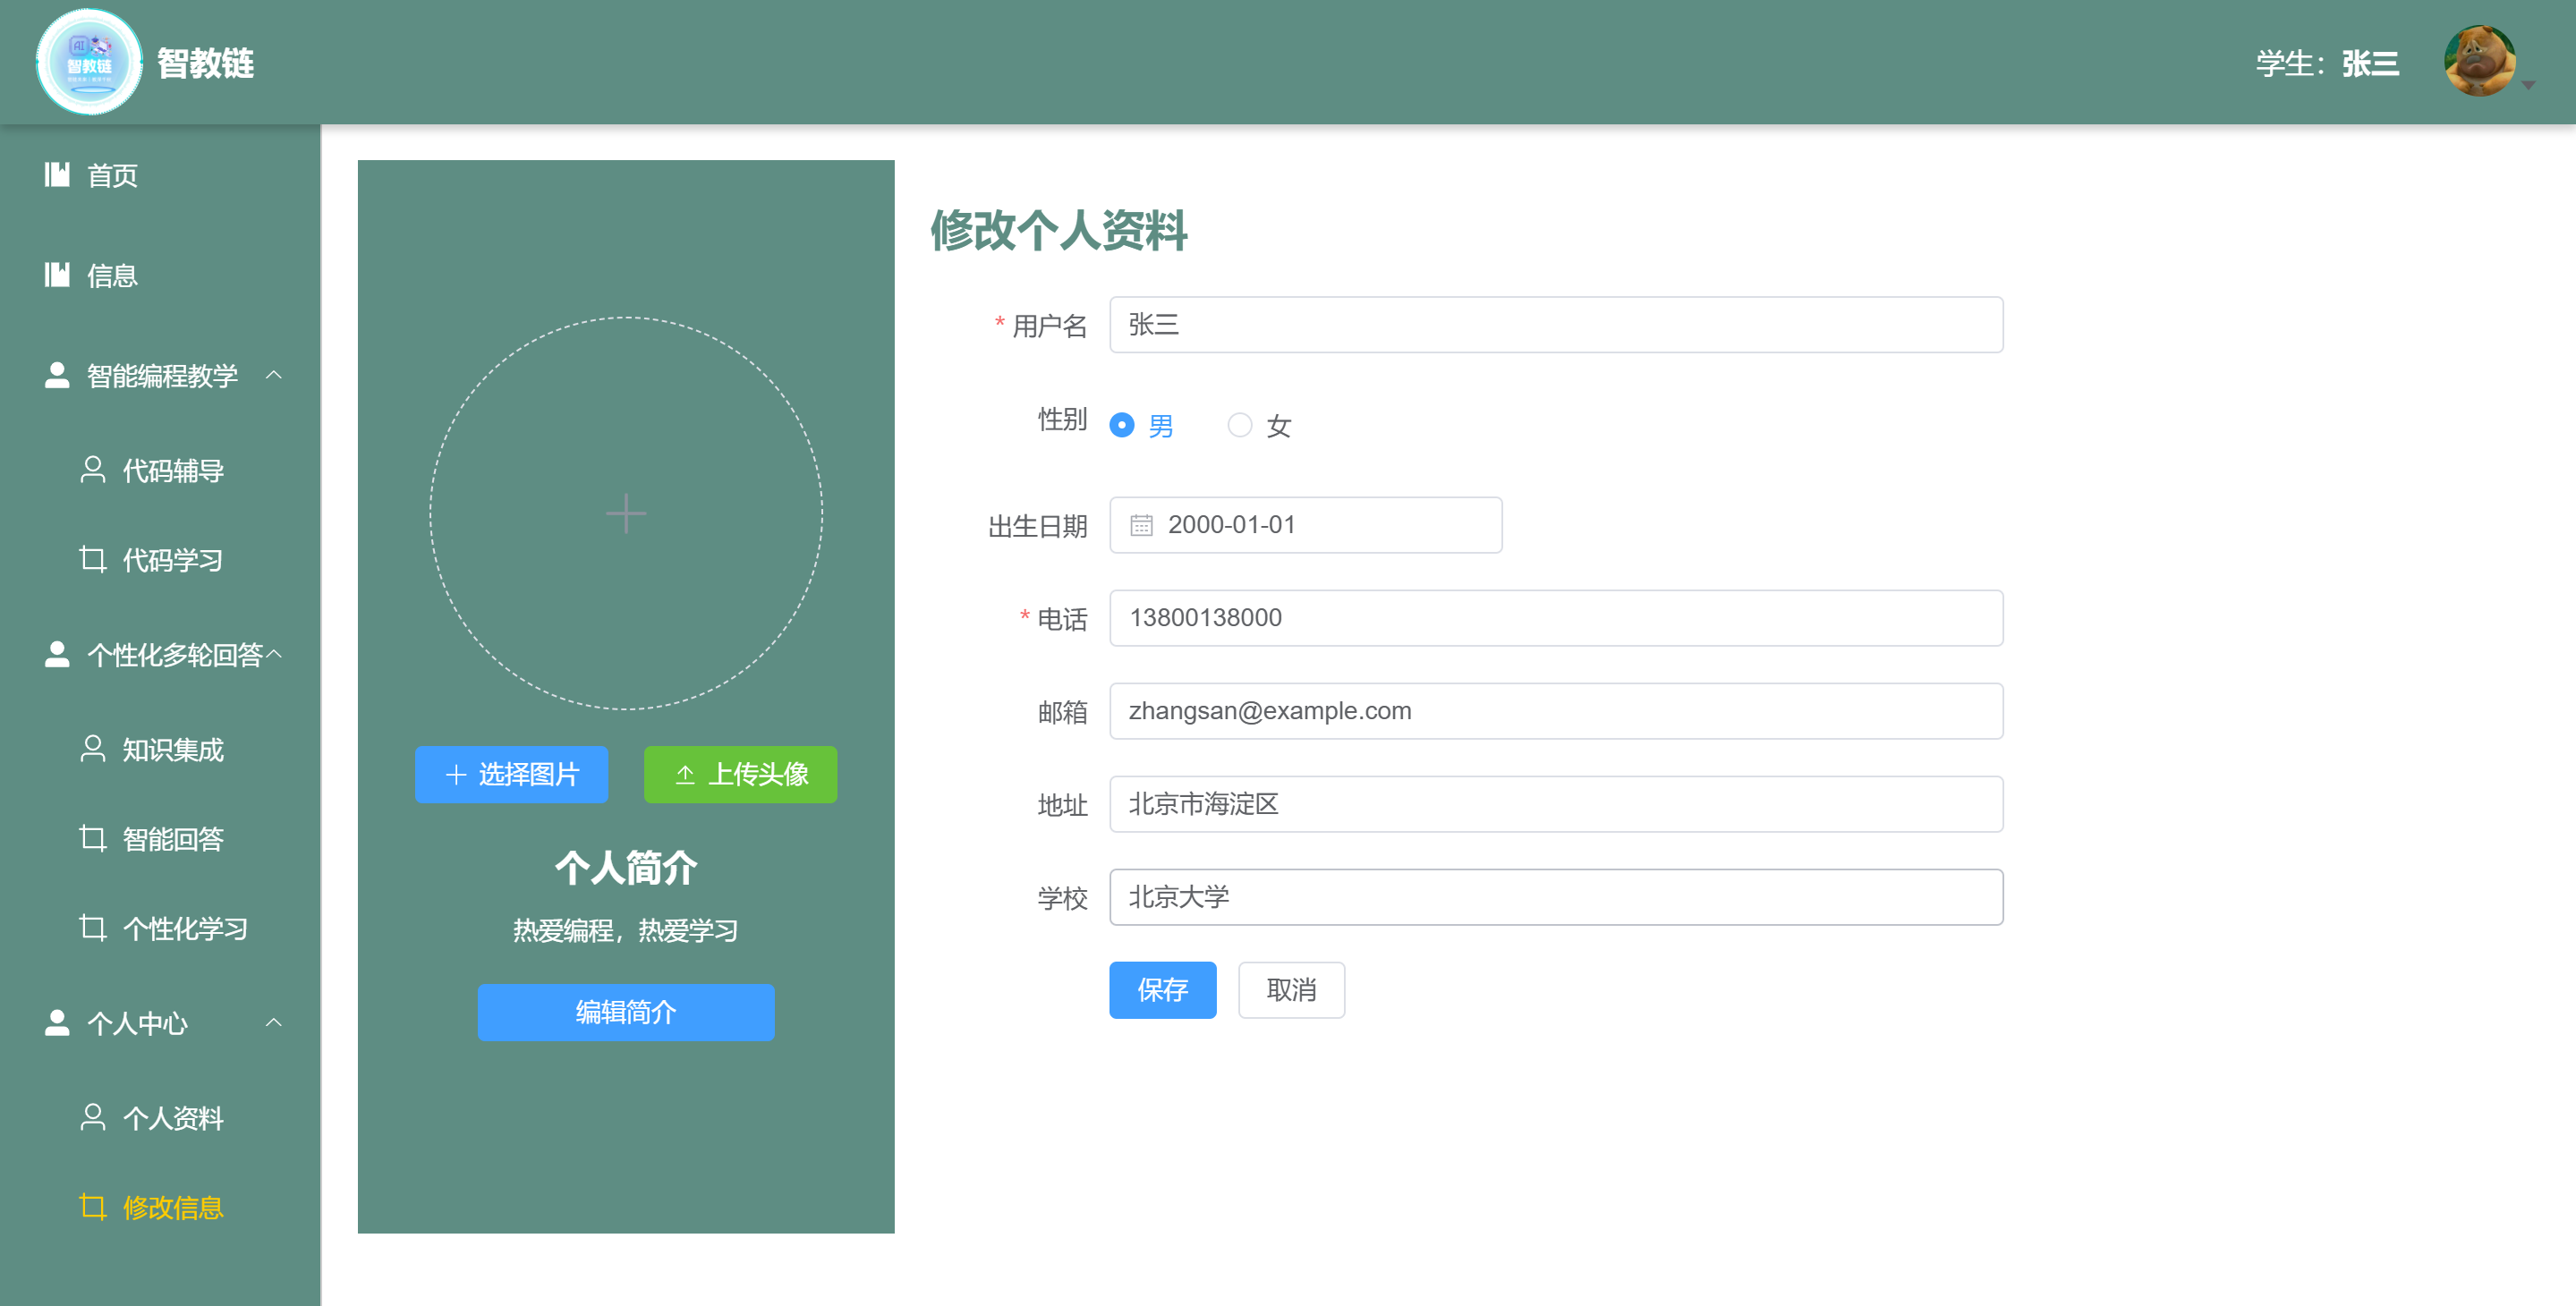 AI
智教链
智教链
学生：张三
首页
信息
智能编程教学
代码辅导
代码学习
个性化多轮回答
知识集成
智能回答
个性化学习
个人中心
个人资料
修改信息
选择图片
上传头像
个人简介
热爱编程，热爱学习
编辑简介
修改个人资料
* 用户名 张三
性别 男 女
出生日期 2000-01-01
* 电话 13800138000
邮箱 zhangsan@example.com
地址 北京市海淀区
学校 北京大学
保存 取消